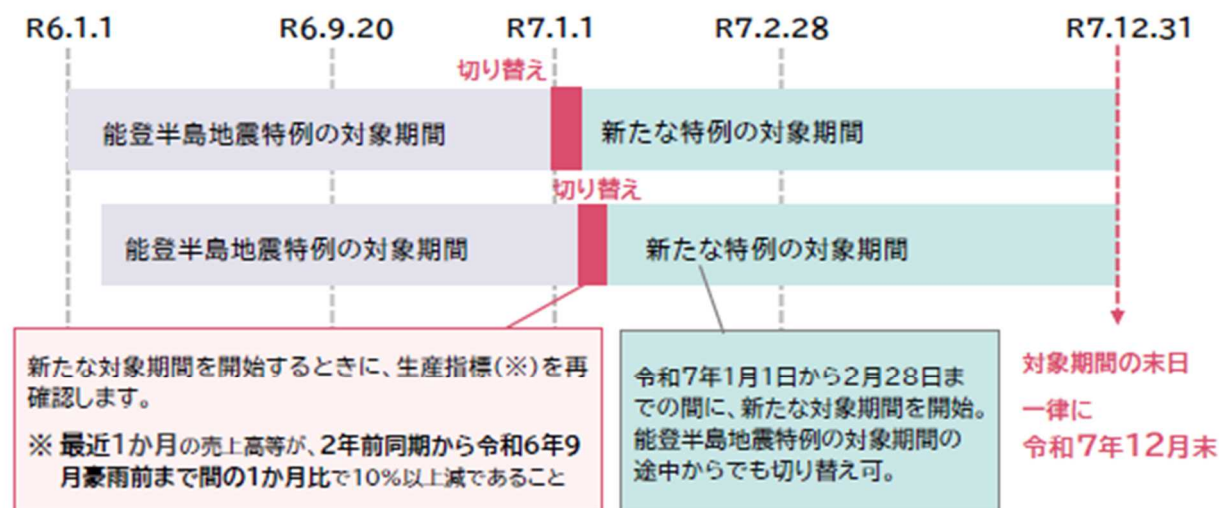 R6.1.1 R6.9.20 R7.1.1 R7.2.28 R7.12.31
切り替え
能登半島地震特例の対象期間 新たな特例の対象期間
切り替え
能登半島地震特例の対象期間 新たな特例の対象期間
新たな対象期間を開始するときに、生産指標(※)を再
確認します。
※ 最近1か月の売上高等が、2年前同期から令和6年9
月豪雨前まで間の1か月比で10%以上減であること
令和7年1月1日から2月28日ま
での間に、新たな対象期間を開始。
能登半島地震特例の対象期間の
途中からでも切り替え可。
対象期間の末日
一律に
令和7年12月末